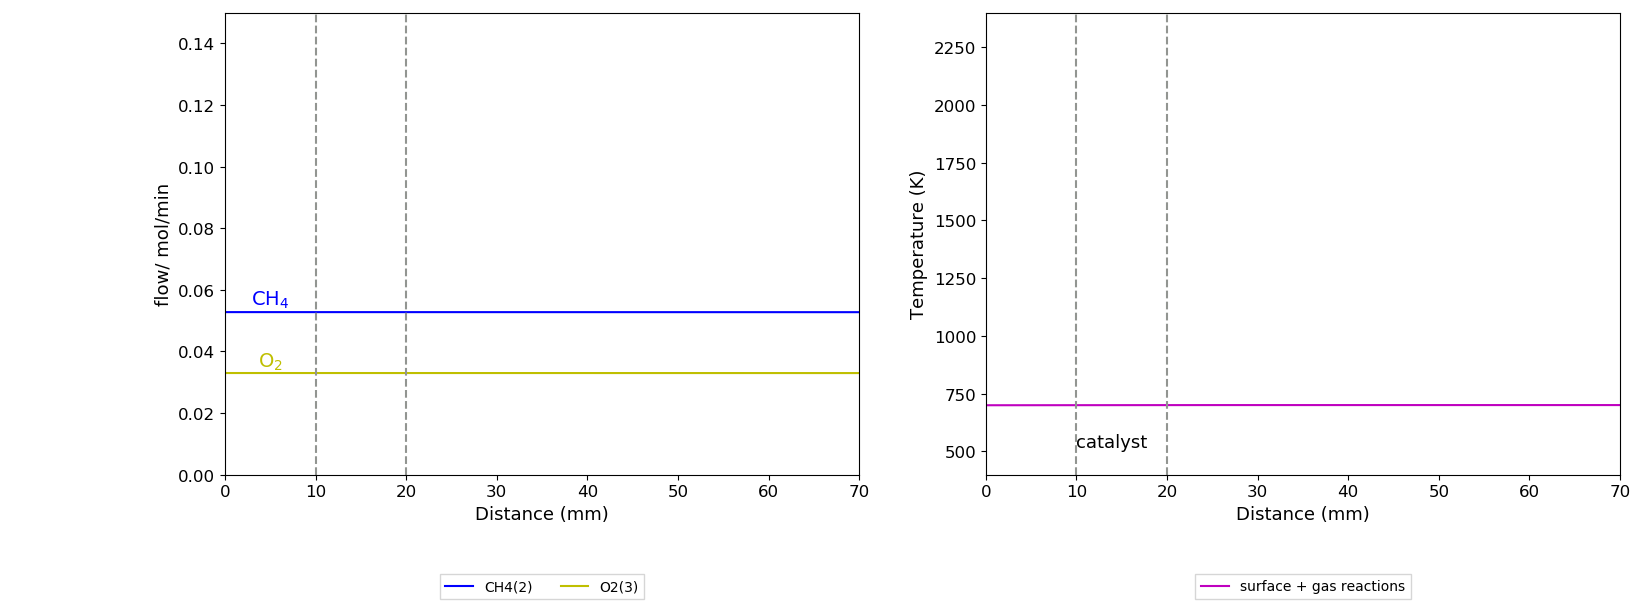 0.14
0.12
0.10
0.08
0.06
0.04
0.02
0.00
flow/ mol/min
CH₄
O₂
0 10 20 30 40 50 60 70
Distance (mm)
CH4(2) O2(3)
2250
2000
1750
1500
1250
1000
750
500
Temperature (K)
catalyst
0 10 20 30 40 50 60 70
Distance (mm)
surface + gas reactions